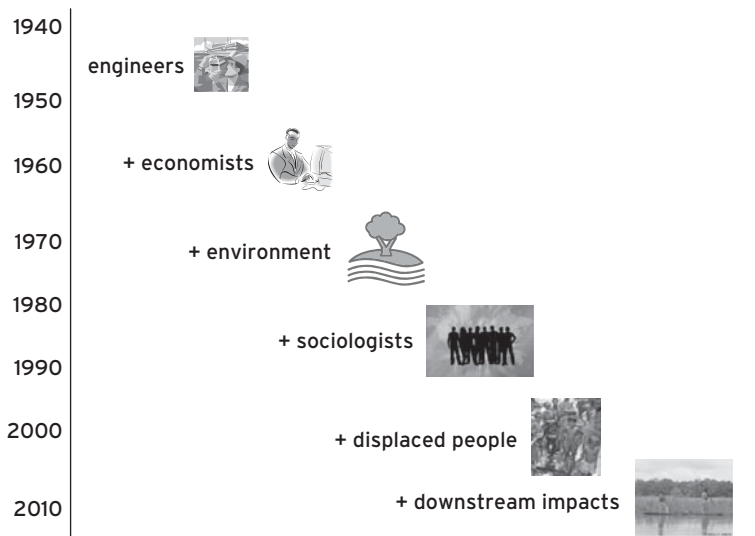 1940
engineers
1950
+ economists
1960
1970
+ environment
1980
+ sociologists
1990
2000
+ displaced people
+ downstream impacts
2010